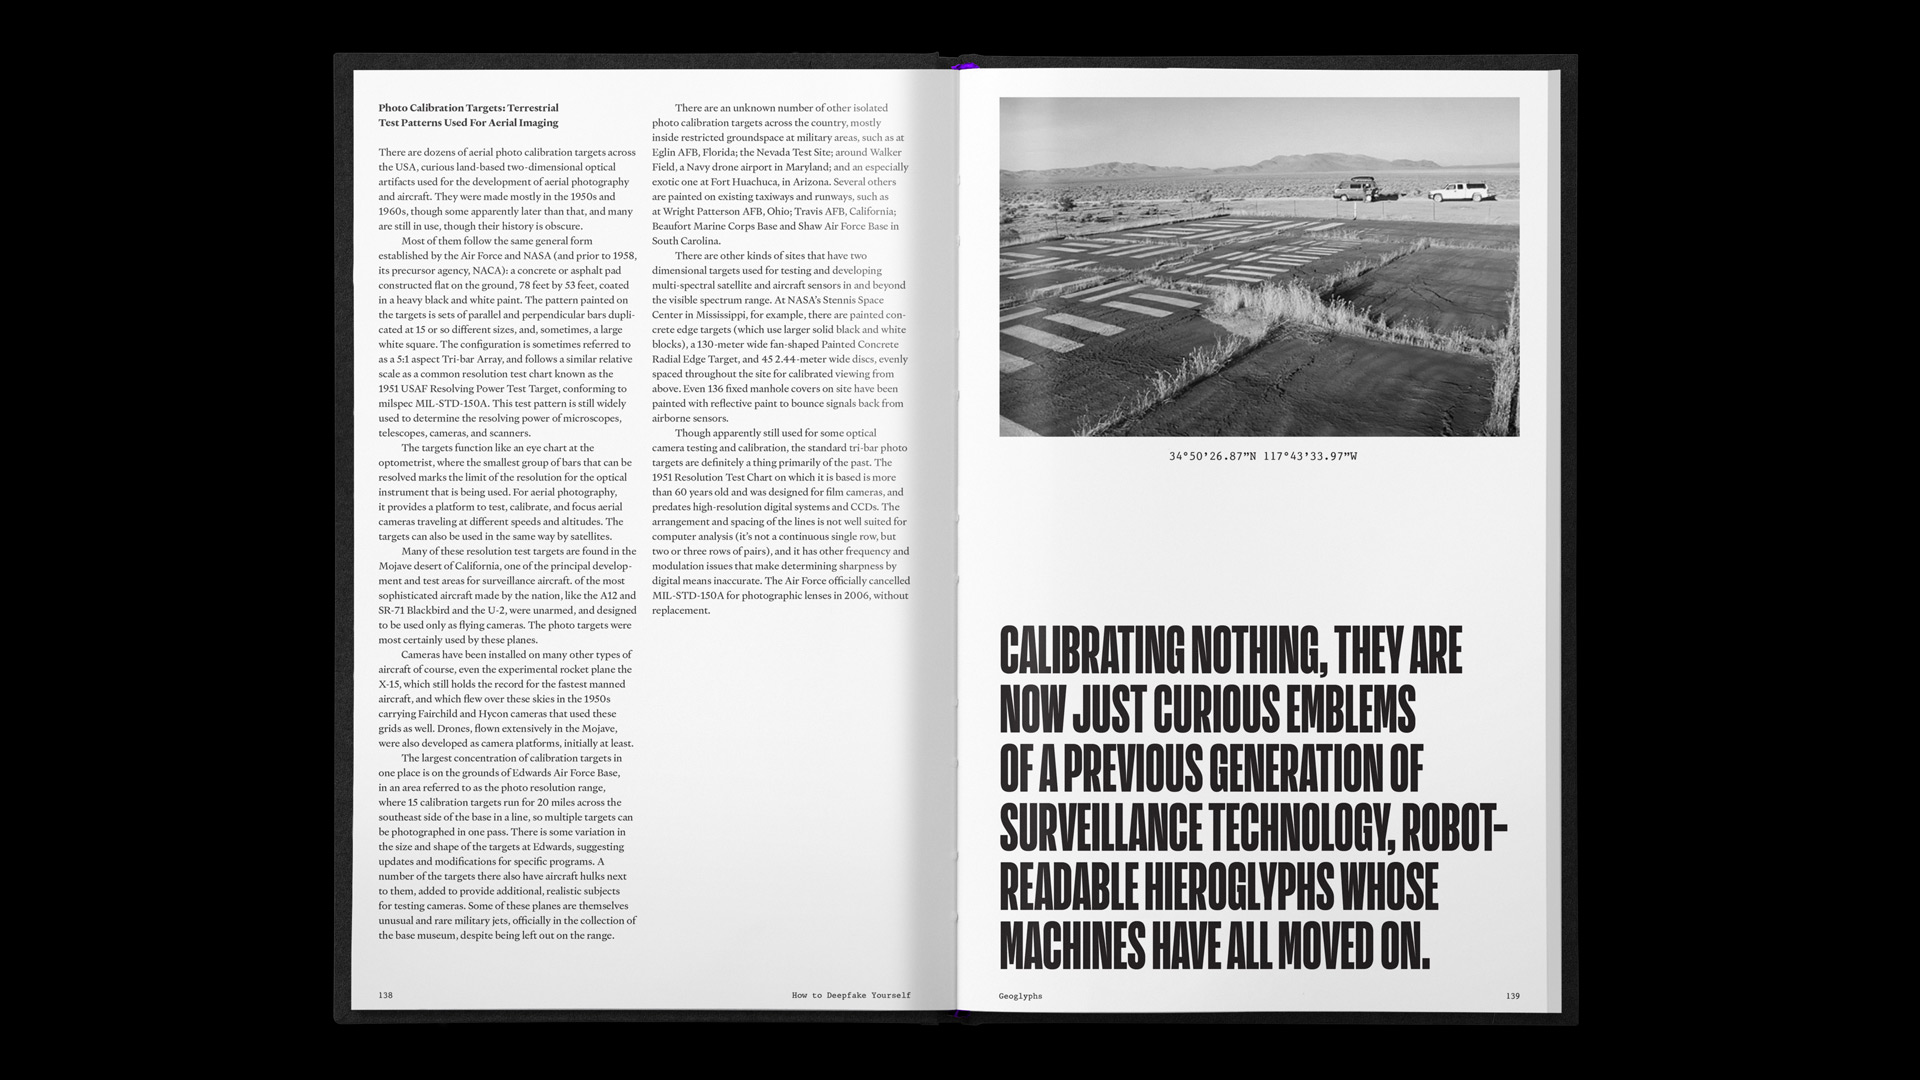 Photo Calibration Targets: Terrestrial
Test Patterns Used For Aerial Imaging
There are dozens of aerial photo calibration targets across
the USA, curious land-based two-dimensional optical
artifacts used for the development of aerial photography
and aircraft. They were made mostly in the 1950s and
1960s, though some apparently later than that, and many
are still in use, though their history is obscure.
Most of them follow the same general form
established by the Air Force and NASA (and prior to 1958,
its precursor agency, NACA): a concrete or asphalt pad
constructed flat on the ground, 78 feet by 53 feet, coated
in a heavy black and white paint. The pattern painted on
the targets is sets of parallel and perpendicular bars dupli-
cated at 15 or so different sizes, and, sometimes, a large
white square. The configuration is sometimes referred to
as a 5:1 aspect Tri-bar Array, and follows a similar relative
scale as a common resolution test chart known as the
1951 USAF Resolving Power Test Target, conforming to
milspec MIL-STD-150A. This test pattern is still widely
used to determine the resolving power of microscopes,
telescopes, cameras, and scanners.
The targets function like an eye chart at the
optometrist, where the smallest group of bars that can be
resolved marks the limit of the resolution for the optical
instrument that is being used. For aerial photography,
it provides a platform to test, calibrate, and focus aerial
cameras traveling at different speeds and altitudes. The
targets can also be used in the same way by satellites.
Many of these resolution test targets are found in the
Mojave desert of California, one of the principal develop-
ment and test areas for surveillance aircraft. of the most
sophisticated aircraft made by the nation, like the A12 and
SR-71 Blackbird and the U-2, were unarmed, and designed
to be used only as flying cameras. The photo targets were
most certainly used by these planes.
Cameras have been installed on many other types of
aircraft of course, even the experimental rocket plane the
X-15, which still holds the record for the fastest manned
aircraft, and which flew over these skies in the 1950s
carrying Fairchild and Hycon cameras that used these
grids as well. Drones, flown extensively in the Mojave,
were also developed as camera platforms, initially at least.
The largest concentration of calibration targets in
one place is on the grounds of Edwards Air Force Base,
in an area referred to as the photo resolution range,
where 15 calibration targets run for 20 miles across the
southeast side of the base in a line, so multiple targets can
be photographed in one pass. There is some variation in
the size and shape of the targets at Edwards, suggesting
updates and modifications for specific programs. A
number of the targets there also have aircraft hulks next
to them, added to provide additional, realistic subjects
for testing cameras. Some of these planes are themselves
unusual and rare military jets, officially in the collection of
the base museum, despite being left out on the range.
There are an unknown number of other isolated
photo calibration targets across the country, mostly
inside restricted groundspace at military areas, such as at
Eglin AFB, Florida; the Nevada Test Site; around Walker
Field, a Navy drone airport in Maryland; and an especially
exotic one at Fort Huachuca, in Arizona. Several others
are painted on existing taxiways and runways, such as
at Wright Patterson AFB, Ohio; Travis AFB, California;
Beaufort Marine Corps Base and Shaw Air Force Base in
South Carolina.
There are other kinds of sites that have two
dimensional targets used for testing and developing
multi-spectral satellite and aircraft sensors in and beyond
the visible spectrum range. At NASA's Stennis Space
Center in Mississippi, for example, there are painted con-
crete edge targets (which use larger solid black and white
blocks), a 130-meter wide fan-shaped Painted Concrete
Radial Edge Target, and 45 2.44-meter wide discs, evenly
spaced throughout the site for calibrated viewing from
above. Even 136 fixed manhole covers on site have been
painted with reflective paint to bounce signals back from
airborne sensors.
Though apparently still used for some optical
camera testing and calibration, the standard tri-bar photo
targets are definitely a thing primarily of the past. The
1951 Resolution Test Chart on which it is based is more
than 60 years old and was designed for film cameras, and
predates high-resolution digital systems and CCDs. The
arrangement and spacing of the lines is not well suited for
computer analysis (it's not a continuous single row, but
two or three rows of pairs), and it has other frequency and
modulation issues that make determining sharpness by
digital means inaccurate. The Air Force officially cancelled
MIL-STD-150A for photographic lenses in 2006, without
replacement.
138
How to Deepfake Yourself
34°50’26.87”N 117°43’33.97”W
CALIBRATING NOTHING, THEY ARE
NOW JUST CURIOUS EMBLEMS
OF A PREVIOUS GENERATION OF
SURVEILLANCE TECHNOLOGY, ROBOT-
READABLE HIEROGLYPHS WHOSE
MACHINES HAVE ALL MOVED ON.
Geoglyphs
139